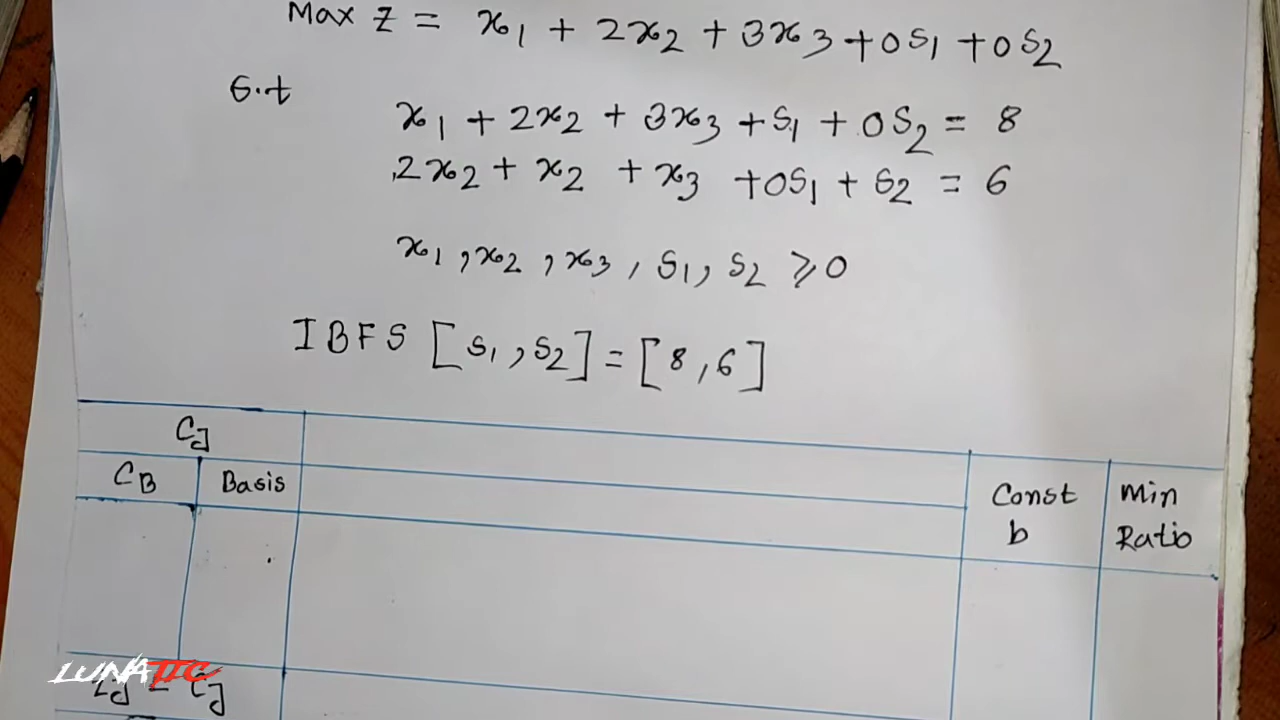 Max Z = x1 + 2x2 + 3x3 + 0S1 + 0S2
S.t
x1 + 2x2 + 3x3 + S1 + 0S2 = 8
2x2 + x2 + x3 + 0S1 + S2 = 6
x1, x2, x3, S1, S2 ≥ 0
IBFS [S1, S2] = [8, 6]
CJ
CB Basis Const b Min Ratio
LUNATIC
ZJ - CJ